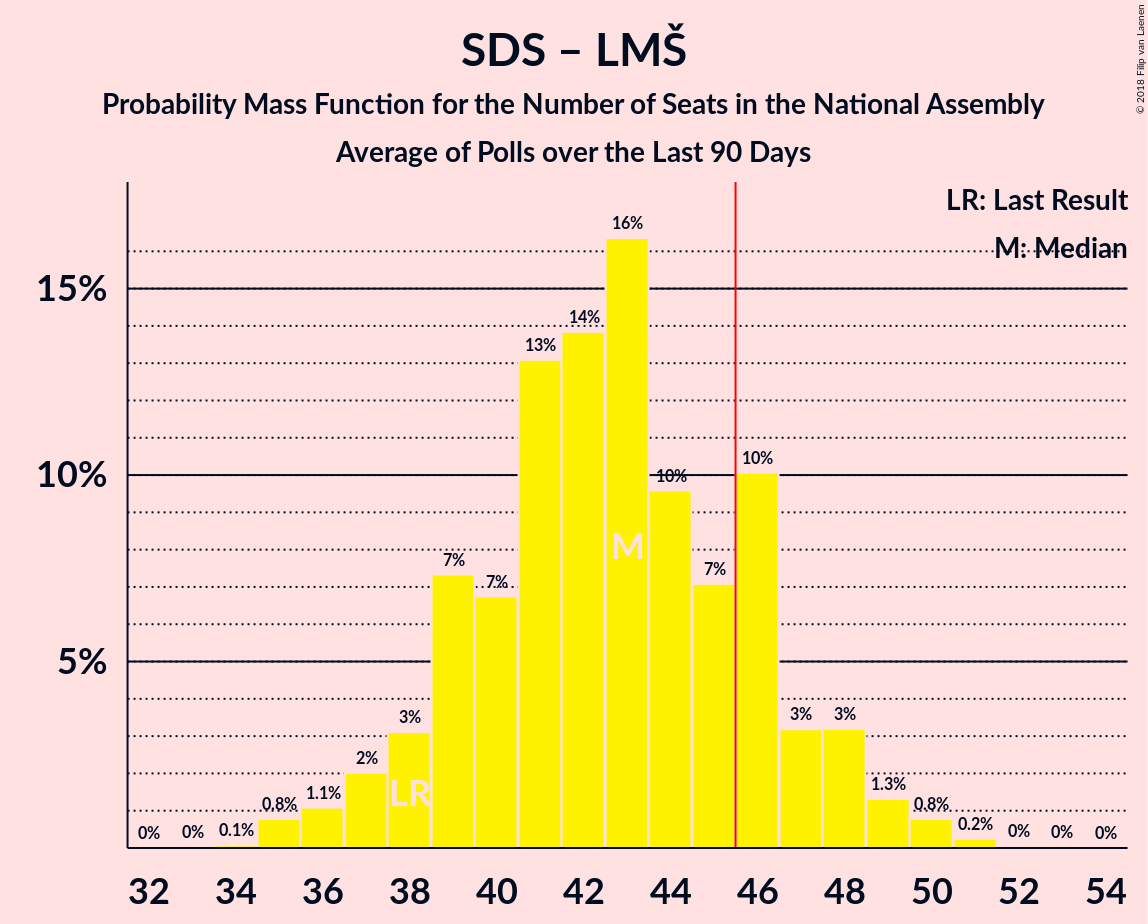 SDS – LMŠ
Probability Mass Function for the Number of Seats in the National Assembly
Average of Polls over the Last 90 Days
© 2018 Filip van Laenen
LR: Last Result
M: Median
15%
10%
5%
0%
0%
0.1%
0.8%
1.1%
2%
3%
7%
7%
13%
14%
16%
10%
7%
10%
3%
3%
1.3%
0.8%
0.2%
0%
0%
0%
LR
M
32 34 36 38 40 42 44 46 48 50 52 54